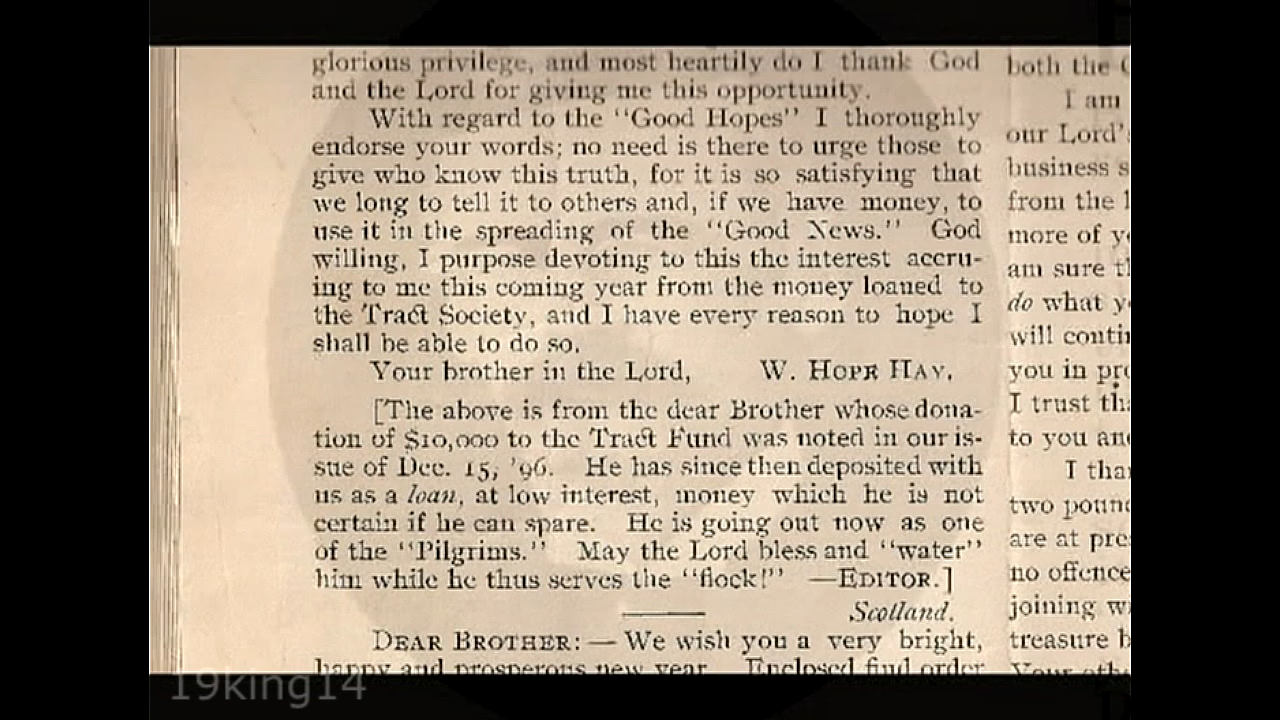 glorious privilege, and most heartily do I thank God
and the Lord for giving me this opportunity.
With regard to the "Good Hopes" I thoroughly
endorse your words; no need is there to urge those to
give who know this truth, for it is so satisfying that
we long to tell it to others and, if we have money, to
use it in the spreading of the "Good News." God
willing, I purpose devoting to this the interest accru-
ing to me this coming year from the money loaned to
the Tract Society, and I have every reason to hope I
shall be able to do so.
Your brother in the Lord, W. HOPE HAY.
[The above is from the dear Brother whose dona-
tion of $10,000 to the Tract Fund was noted in our is-
sue of Dec. 15, '96. He has since then deposited with
us as a loan, at low interest, money which he is not
certain if he can spare. He is going out now as one
of the "Pilgrims." May the Lord bless and "water"
him while he thus serves the "flock!" —EDITOR.]
Scotland.
DEAR BROTHER:—We wish you a very bright,
happy and prosperous new year. Enclosed find order
both the
I am
our Lord'
business
from the
more of
am sure
do what
will
you in
I trust
to you
I
two
are at
no offence
joining
treasure
19king14